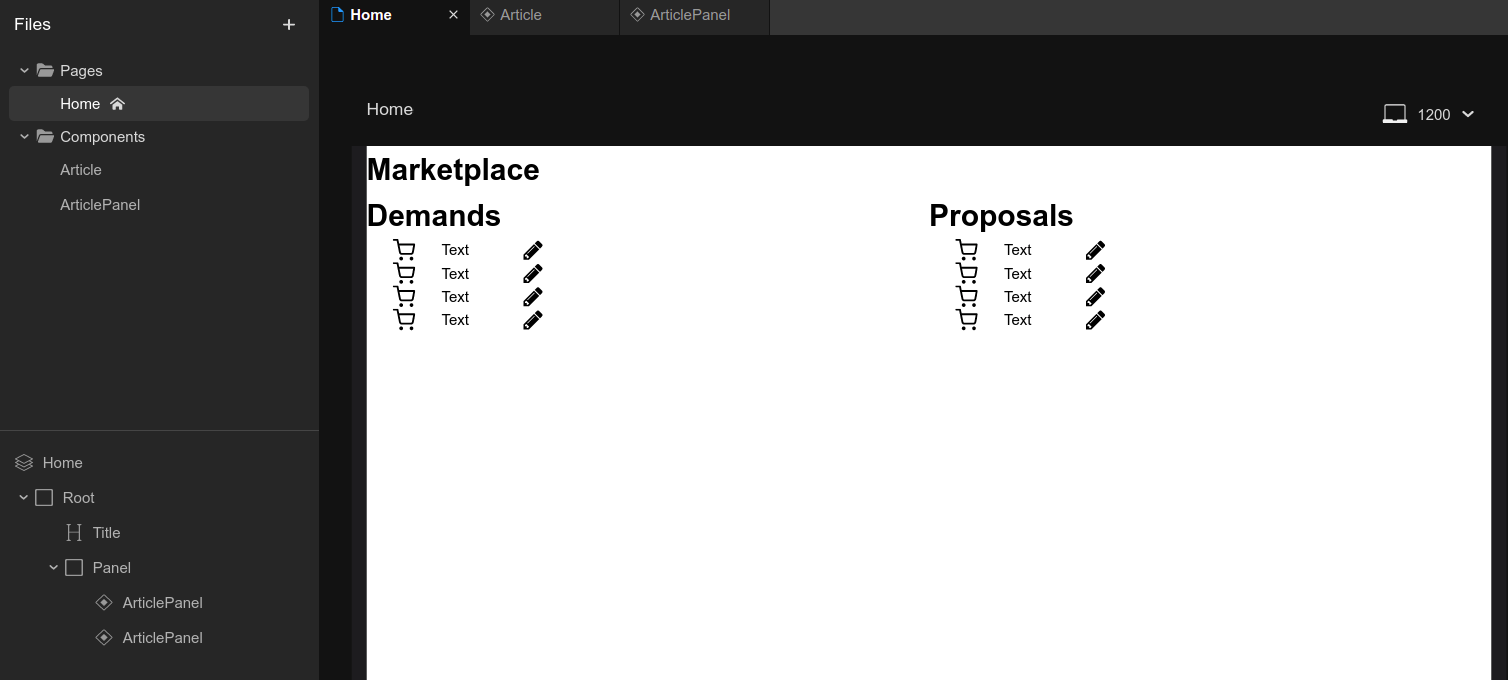 Files
Pages
Home
Components
Article
ArticlePanel
Home
Root
Title
Panel
ArticlePanel
ArticlePanel
Home
Article
ArticlePanel
Home
1200
Marketplace
Demands
Text
Text
Text
Text
Proposals
Text
Text
Text
Text